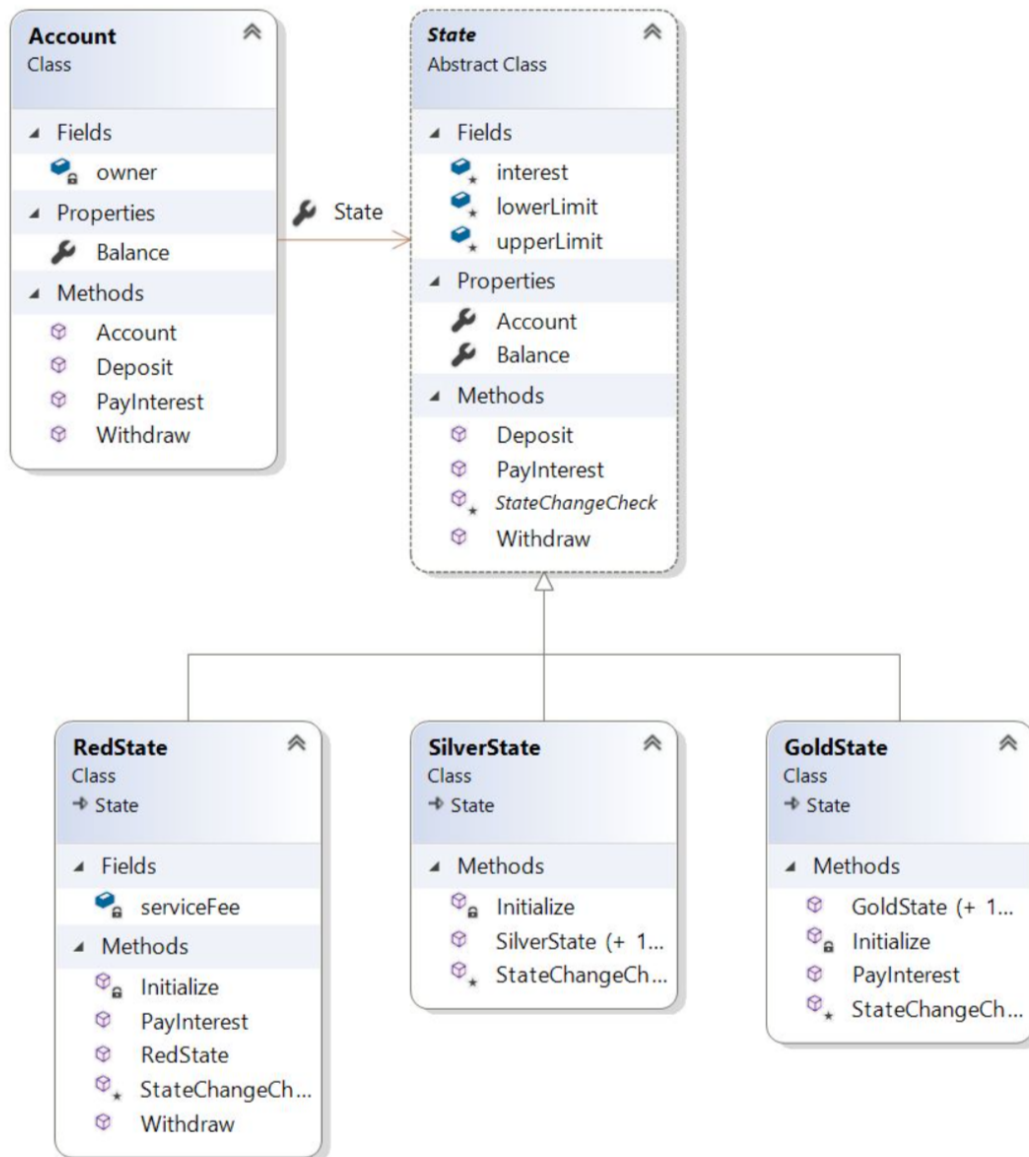 Account
Class
Fields
owner
Properties
Balance
Methods
Account
Deposit
PayInterest
Withdraw
State
State
Abstract Class
Fields
interest
lowerLimit
upperLimit
Properties
Account
Balance
Methods
Deposit
PayInterest
StateChangeCheck
Withdraw
RedState
Class
State
Fields
serviceFee
Methods
Initialize
PayInterest
RedState
StateChangeCh...
Withdraw
SilverState
Class
State
Methods
Initialize
SilverState (+ 1...
StateChangeCh...
GoldState
Class
State
Methods
GoldState (+ 1...
Initialize
PayInterest
StateChangeCh...